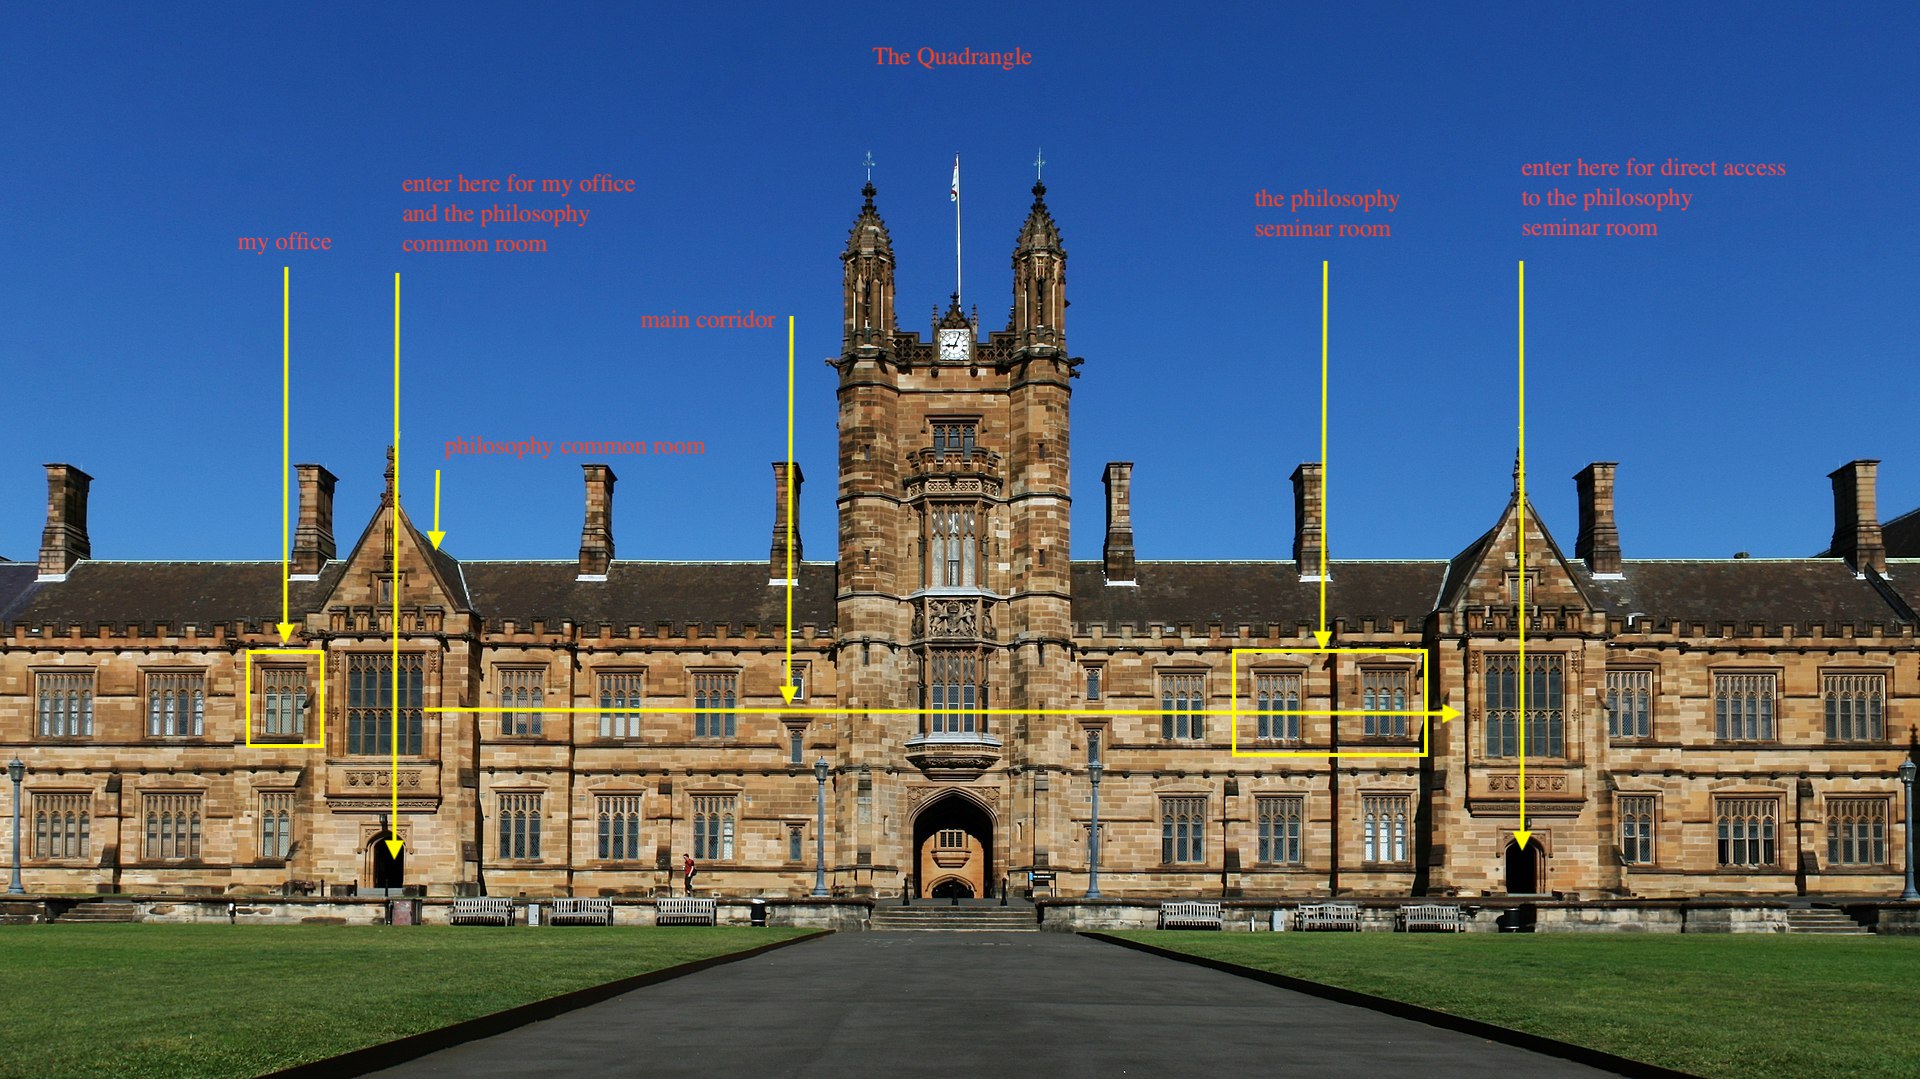 The Quadrangle
enter here for my office
and the philosophy
common room
my office
main corridor
philosophy common room
the philosophy
seminar room
enter here for direct access
to the philosophy
seminar room